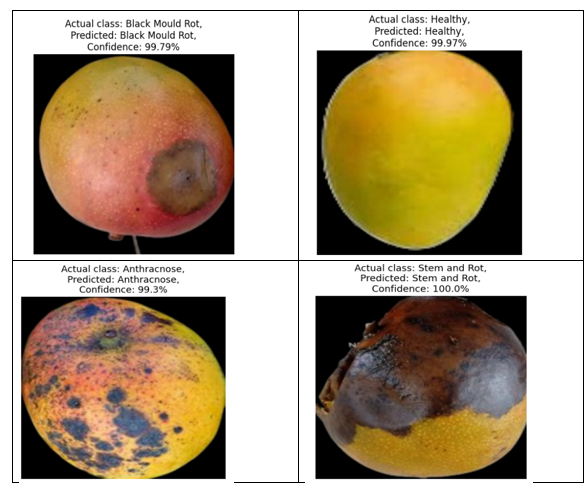 Actual class: Black Mould Rot,
Predicted: Black Mould Rot,
Confidence: 99.79%
Actual class: Healthy,
Predicted: Healthy,
Confidence: 99.97%
Actual class: Anthracnose,
Predicted: Anthracnose,
Confidence: 99.3%
Actual class: Stem and Rot,
Predicted: Stem and Rot,
Confidence: 100.0%